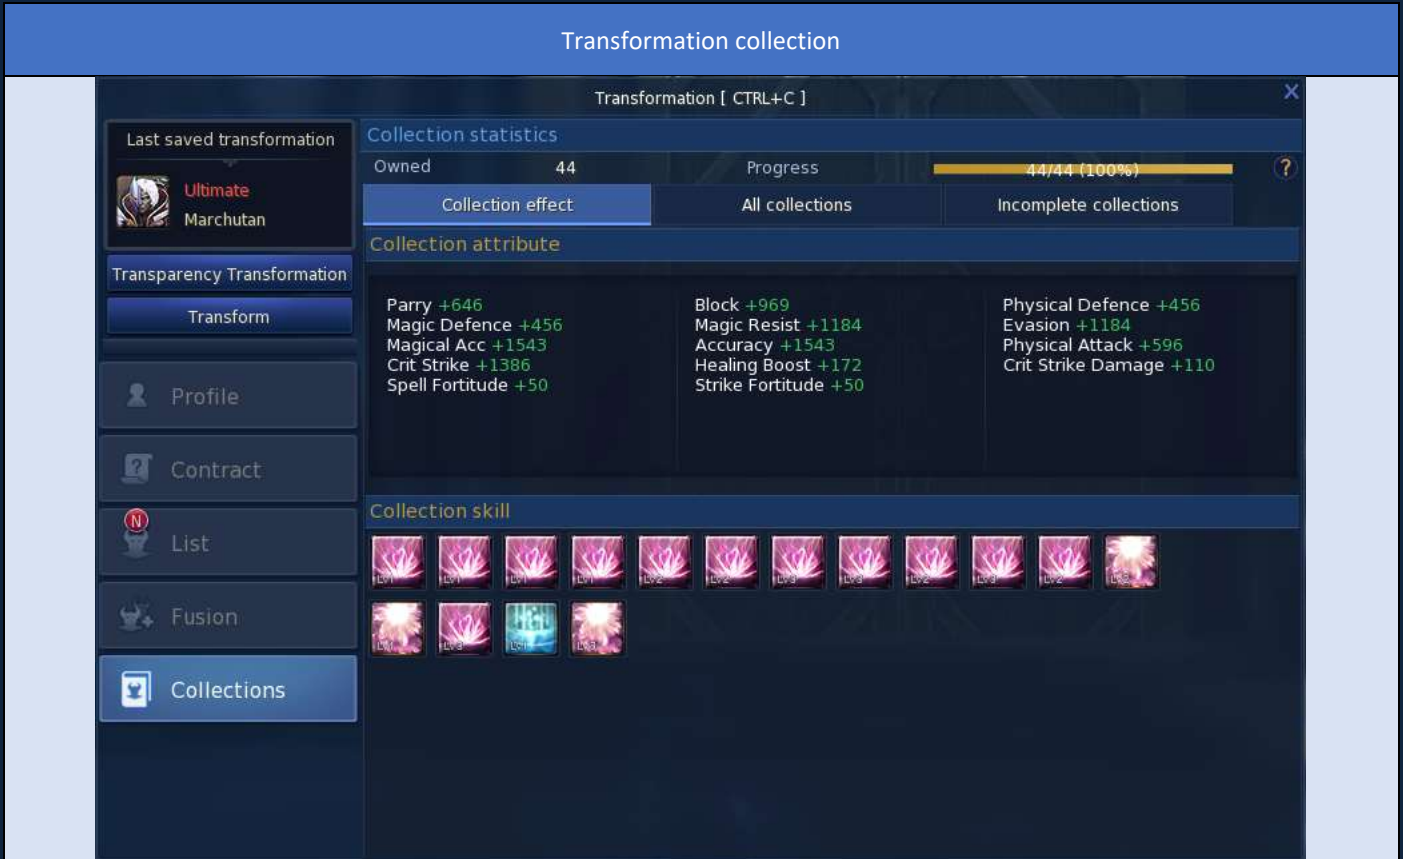 Transformation collection
Transformation [ CTRL+C ]
X
Last saved transformation
Ultimate
Marchutan
Transparency Transformation
Transform
Profile
Contract
N
List
Fusion
Collections
Collection statistics
Owned 44 Progress 44/44 (100%) ?
Collection effect All collections Incomplete collections
Collection attribute
Parry +646 Block +969 Physical Defence +456
Magic Defence +456 Magic Resist +1184 Evasion +1184
Magical Acc +1543 Accuracy +1543 Physical Attack +596
Crit Strike +1386 Healing Boost +172 Crit Strike Damage +110
Spell Fortitude +50 Strike Fortitude +50
Collection skill